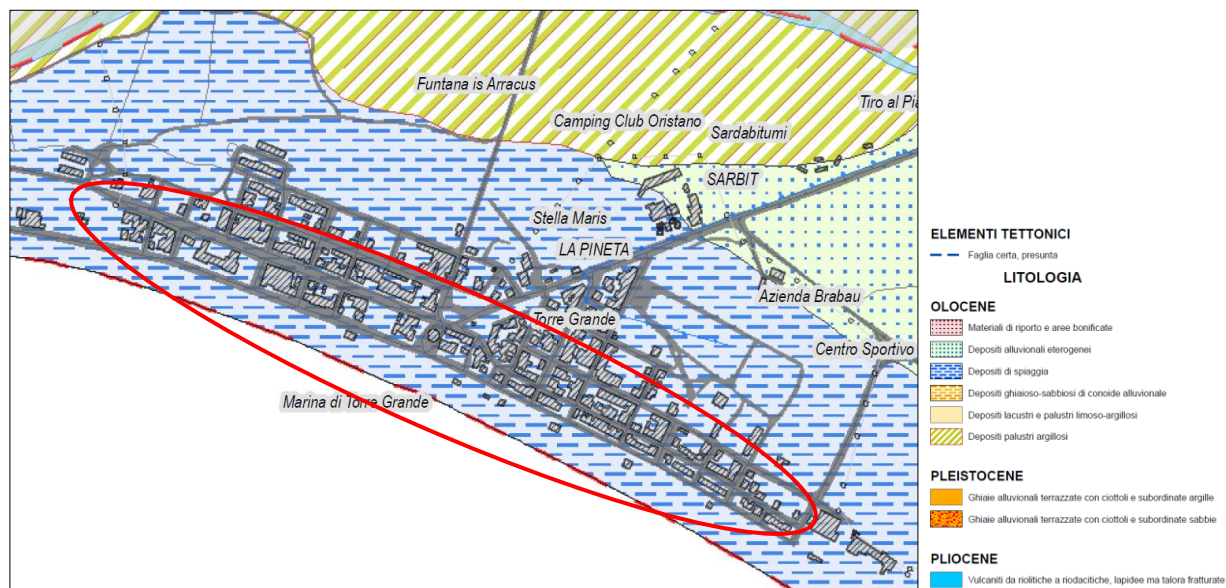 Funtana is Arracus
Tiro al Pia
Camping Club Oristano
Sardabitumi
SARBIT
Stella Maris
LA PINETA
Azienda Brabau
Torre Grande
Centro Sportivo
Marina di Torre Grande
ELEMENTI TETTONICI
Faglia certa, presunta
LITOLOGIA
OLOCENE
Materiali di riporto e aree bonificate
Depositi alluvionali eterogenei
Depositi di spiaggia
Depositi ghiaioso-sabbiosi di conoide alluvionale
Depositi lacustri e palustri limoso-argillosi
Depositi palustri argillosi
PLEISTOCENE
Ghiaie alluvionali terrazzate con ciottoli e subordinate argille
Ghiaie alluvionali terrazzate con ciottoli e subordinate sabbie
PLIOCENE
Vulcaniti da riolitiche a riodacitiche, lapidee ma talora fratturate